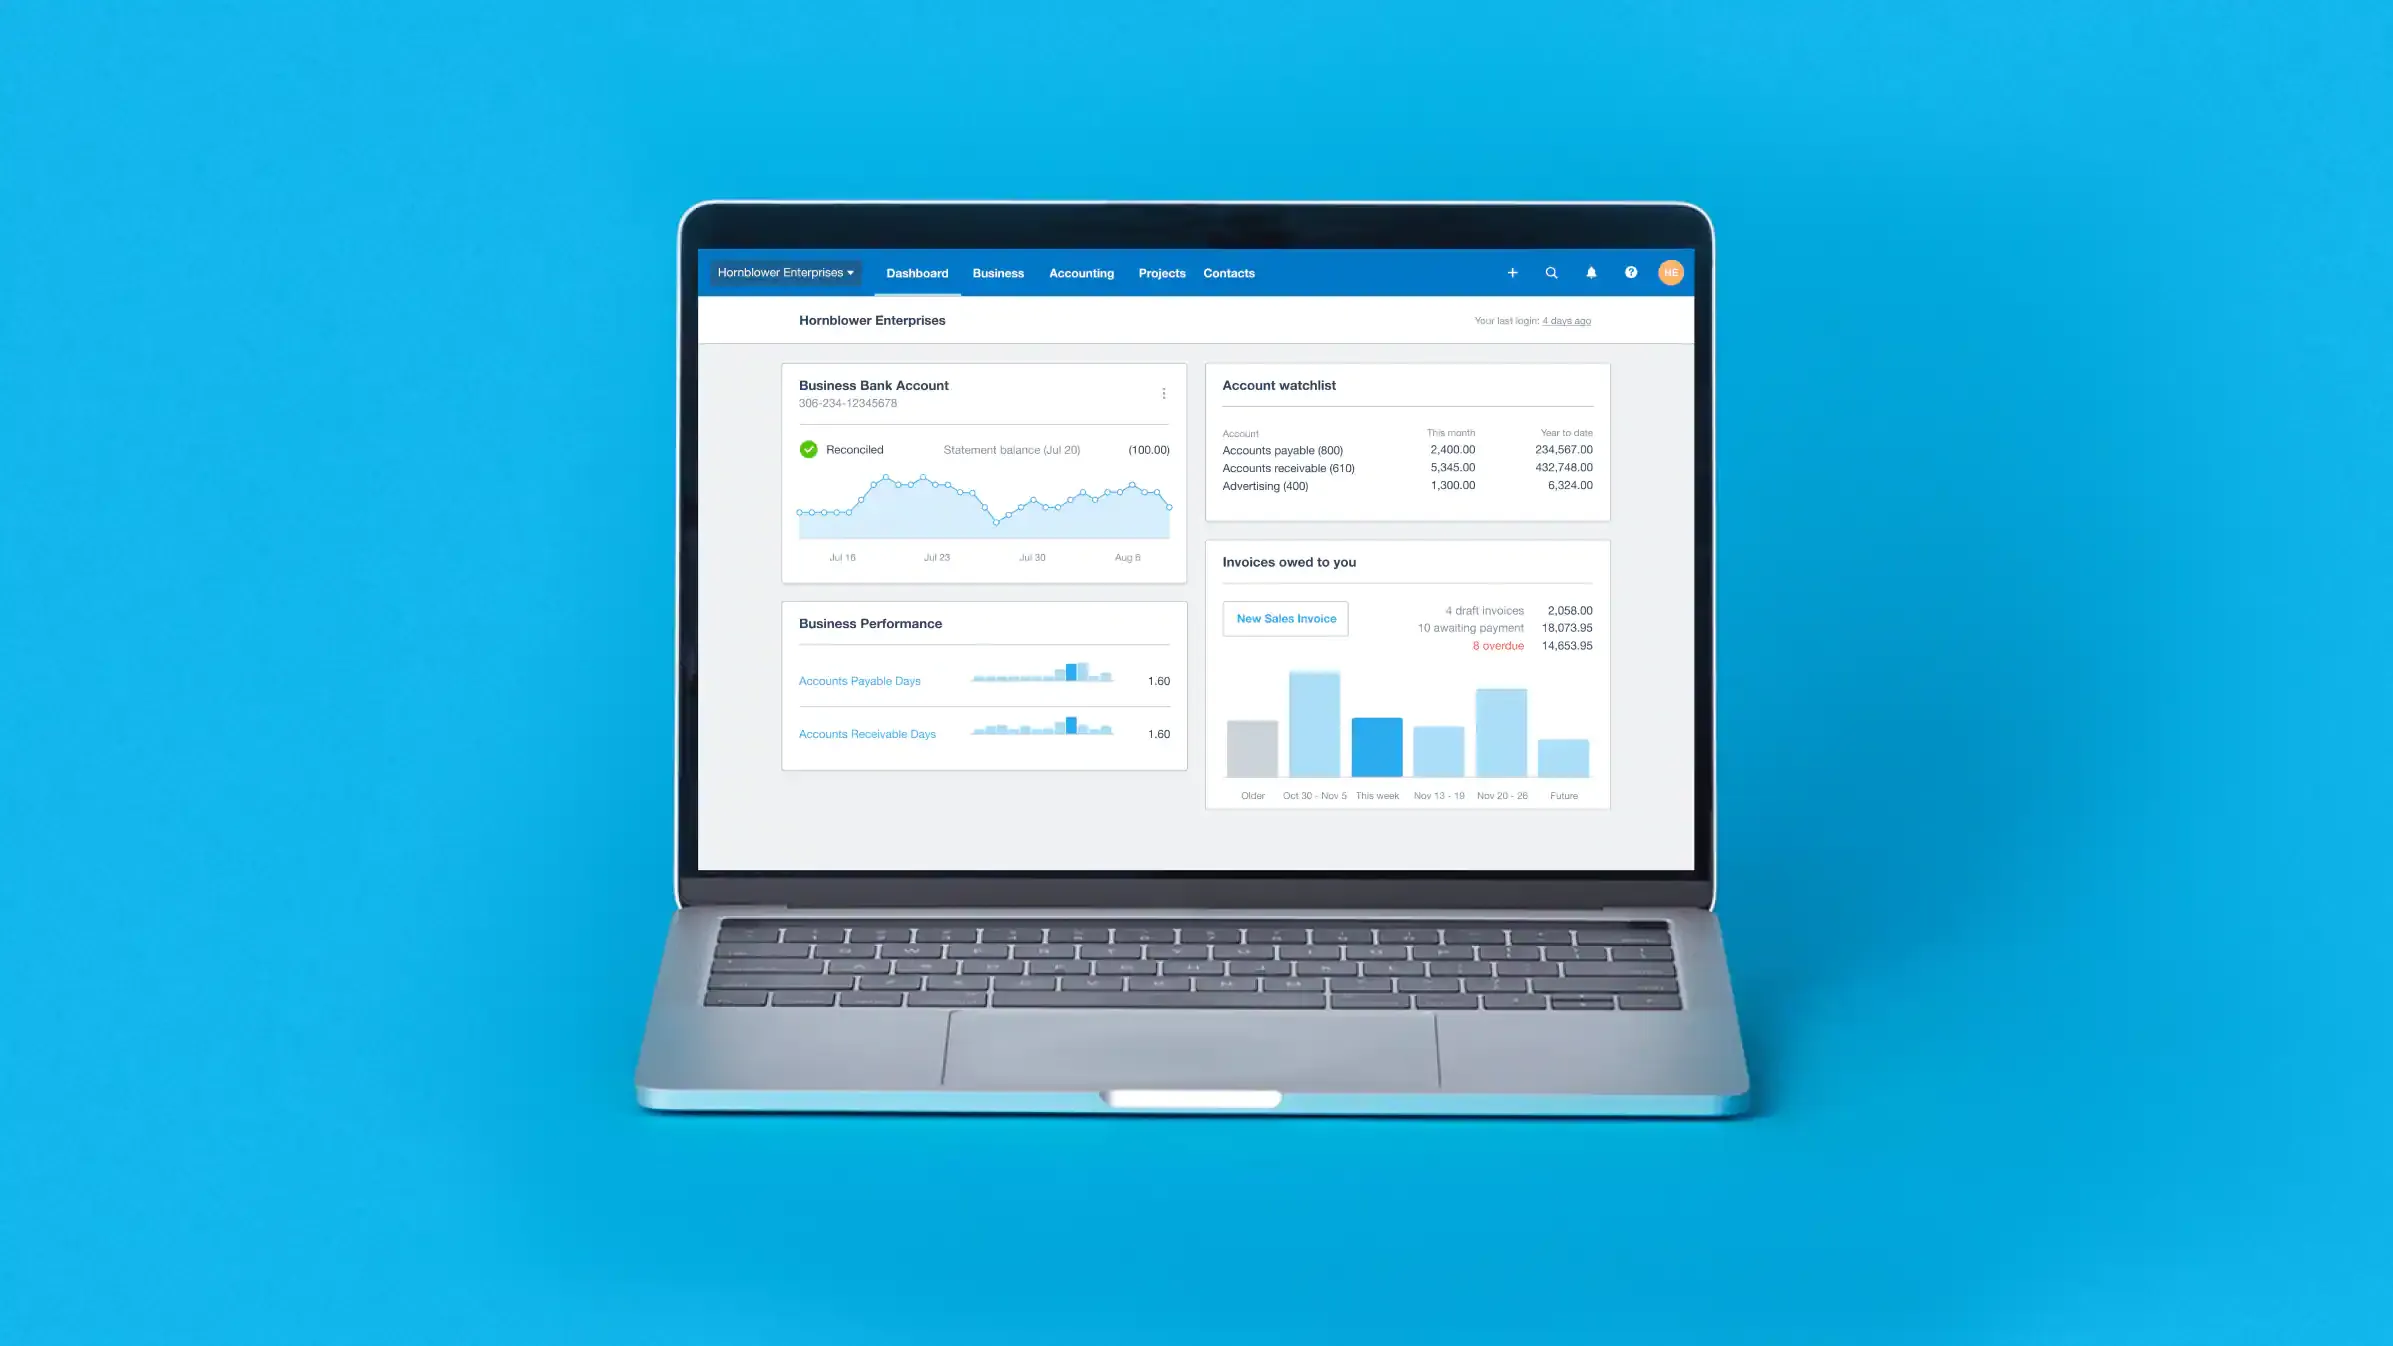 Hornblower Enterprises
Dashboard Business Accounting Projects Contacts
HE
Hornblower Enterprises
Your last login: 4 days ago
Business Bank Account
306-234-12345678
Reconciled Statement balance (Jul 20) (100.00)
Jul 16 Jul 23 Jul 30 Aug 6
Business Performance
Accounts Payable Days 1.60
Accounts Receivable Days 1.60
Account watchlist
Account This month Year to date
Accounts payable (800) 2,400.00 234,567.00
Accounts receivable (610) 5,345.00 432,748.00
Advertising (400) 1,300.00 6,324.00
Invoices owed to you
New Sales Invoice
4 draft invoices 2,058.00
10 awaiting payment 18,073.95
8 overdue 14,653.95
Older Oct 30 - Nov 5 This week Nov 13 - 19 Nov 20 - 26 Future